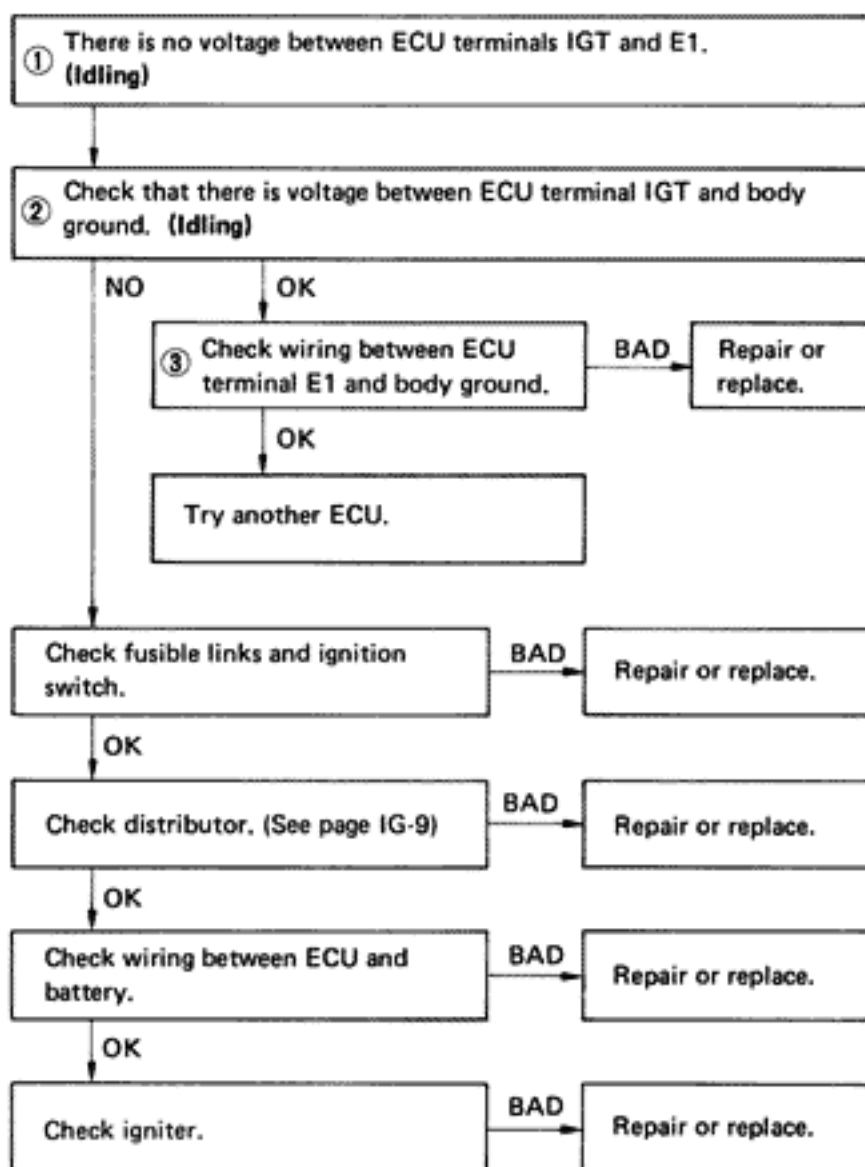 ① There is no voltage between ECU terminals IGT and E1.
(Idling)
② Check that there is voltage between ECU terminal IGT and body
ground. (Idling)
NO
OK
③ Check wiring between ECU
terminal E1 and body ground.
BAD
Repair or
replace.
OK
Try another ECU.
Check fusible links and ignition
switch.
BAD
Repair or replace.
OK
Check distributor. (See page IG-9)
BAD
Repair or replace.
OK
Check wiring between ECU and
battery.
BAD
Repair or replace.
OK
Check igniter.
BAD
Repair or replace.